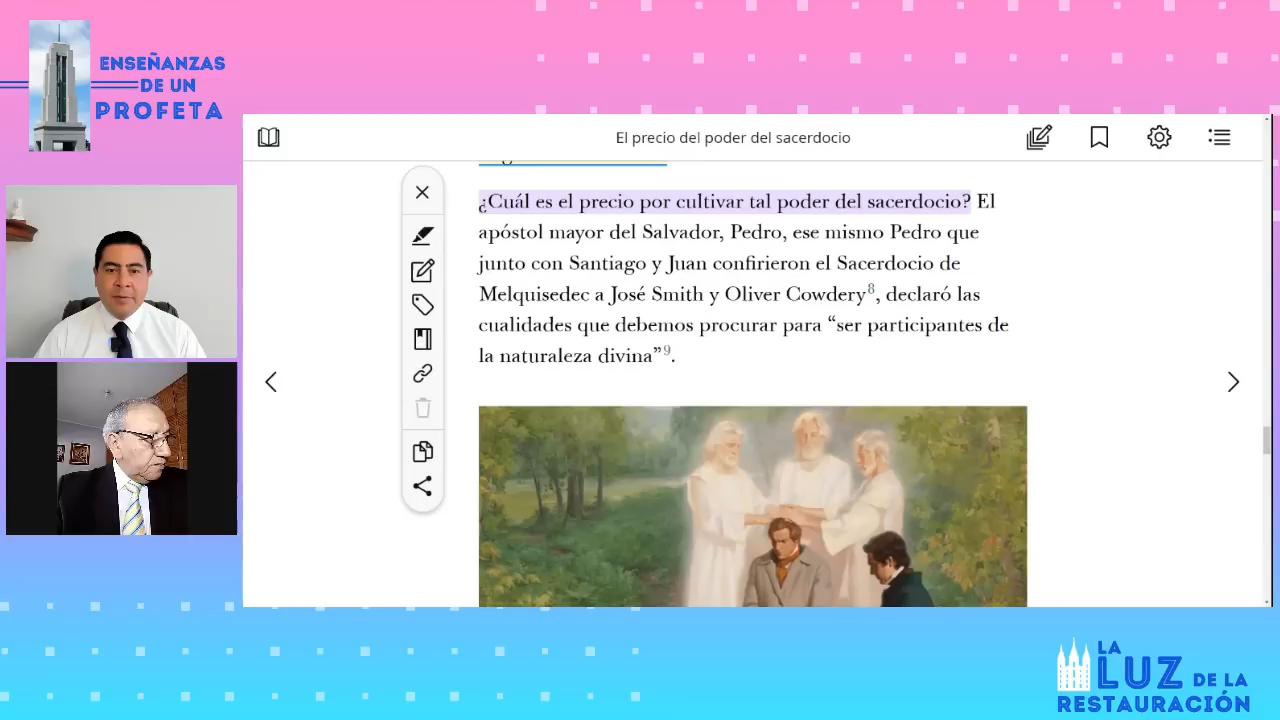 ENSEÑANZAS
DE UN
PROFETA
El precio del poder del sacerdocio
¿Cuál es el precio por cultivar tal poder del sacerdocio? El
apóstol mayor del Salvador, Pedro, ese mismo Pedro que
junto con Santiago y Juan confirieron el Sacerdocio de
Melquisedec a José Smith y Oliver Cowdery8, declaró las
cualidades que debemos procurar para “ser participantes de
la naturaleza divina”9.
LA
LUZ DE LA
RESTAURACIÓN